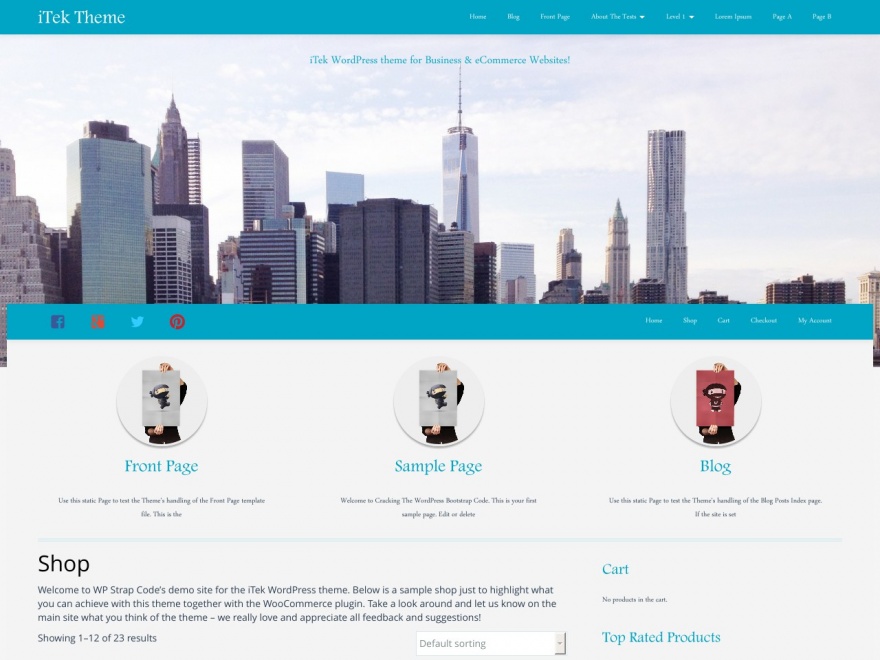 iTek Theme
Home Blog Front Page About The Tests Level 1 Lorem Ipsum Page A Page B
iTek WordPress theme for Business & eCommerce Websites!
Home Shop Cart Checkout My Account
Front Page
Use this static Page to test the Theme's handling of the Front Page template
file. This is the
Sample Page
Welcome to Cracking The WordPress Bootstrap Code. This is your first
sample page. Edit or delete
Blog
Use this static Page to test the Theme's handling of the Blog Posts Index page.
If the site is set
Shop
Welcome to WP Strap Code's demo site for the iTek WordPress theme. Below is a sample shop just to highlight what
you can achieve with this theme together with the WooCommerce plugin. Take a look around and let us know on the
main site what you think of the theme – we really love and appreciate all feedback and suggestions!
Showing 1–12 of 23 results
Default sorting
Cart
No products in the cart.
Top Rated Products